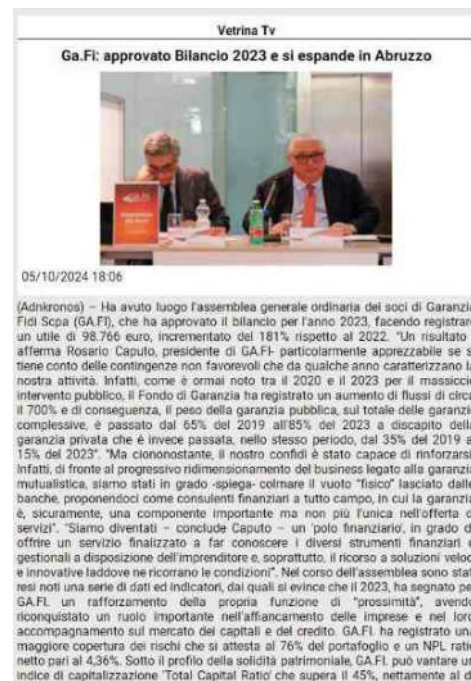 Vetrina Tv
Ga.Fi: approvato Bilancio 2023 e si espande in Abruzzo
GA.FI.
05/10/2024 18:06
(Adnkronos) – Ha avuto luogo l'assemblea generale ordinaria dei soci di Garanzia
Fidi Scpa (GA.FI), che ha approvato il bilancio per l'anno 2023, facendo registrare
un utile di 98.766 euro, incrementato del 181% rispetto al 2022. "Un risultato
afferma Rosario Caputo, presidente di GA.FI- particolarmente apprezzabile se si
tiene conto delle contingenze non favorevoli che da qualche anno caratterizzano la
nostra attività. Infatti, come è ormai noto tra il 2020 e il 2023 per il massiccio
intervento pubblico, il Fondo di Garanzia ha registrato un aumento di flussi di circa
il 700% e di conseguenza, il peso della garanzia pubblica, sul totale delle garanzie
complessive, è passato dal 65% del 2019 all'85% del 2023 a discapito della
garanzia privata che è invece passata, nello stesso periodo, dal 35% del 2019 al
15% del 2023". "Ma ciononostante, il nostro confidi è stato capace di rinforzarsi.
Infatti, di fronte al progressivo ridimensionamento del business legato alla garanzia
mutualistica, siamo stati in grado -spiega- colmare il vuoto "fisico" lasciato dalle
banche, proponendoci come consulenti finanziari a tutto campo, in cui la garanzia
è, sicuramente, una componente importante ma non più l'unica nell'offerta di
servizi". "Siamo diventati – conclude Caputo – un 'polo finanziario', in grado di
offrire un servizio finalizzato a far conoscere i diversi strumenti finanziari e
gestionali a disposizione dell'imprenditore e, soprattutto, il ricorso a soluzioni veloci
e innovative laddove ne ricorrano le condizioni". Nel corso dell'assemblea sono stati
resi noti una serie di dati ed indicatori, dai quali si evince che il 2023, ha segnato per
GA.FI. un rafforzamento della propria funzione di "prossimità", avendo
riconquistato un ruolo importante nell'affiancamento delle imprese e nel loro
accompagnamento sul mercato dei capitali e del credito. GA.FI. ha registrato una
maggiore copertura dei rischi che si attesta al 76% del portafoglio e un NPL ratio
netto pari al 4,36%. Sotto il profilo della solidità patrimoniale, GA.FI. può vantare un
indice di capitalizzazione 'Total Capital Ratio' che supera il 45%, nettamente al di